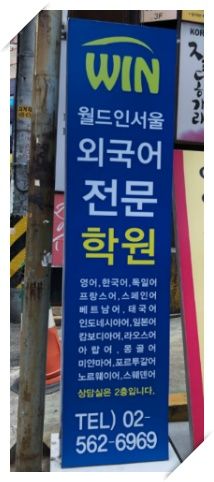 WIN
월드인서울
외국어
전문
학원
영어,한국어,독일어
프랑스어,스페인어
베트남어,태국어
인도네시아어,일본어
캄보디아어,라오스어
아랍어,몽골어
미얀마어,포르투갈어
노르웨이어,스웨덴어
상담실은 2층입니다.
TEL) 02-
562-6969
3F
KOR